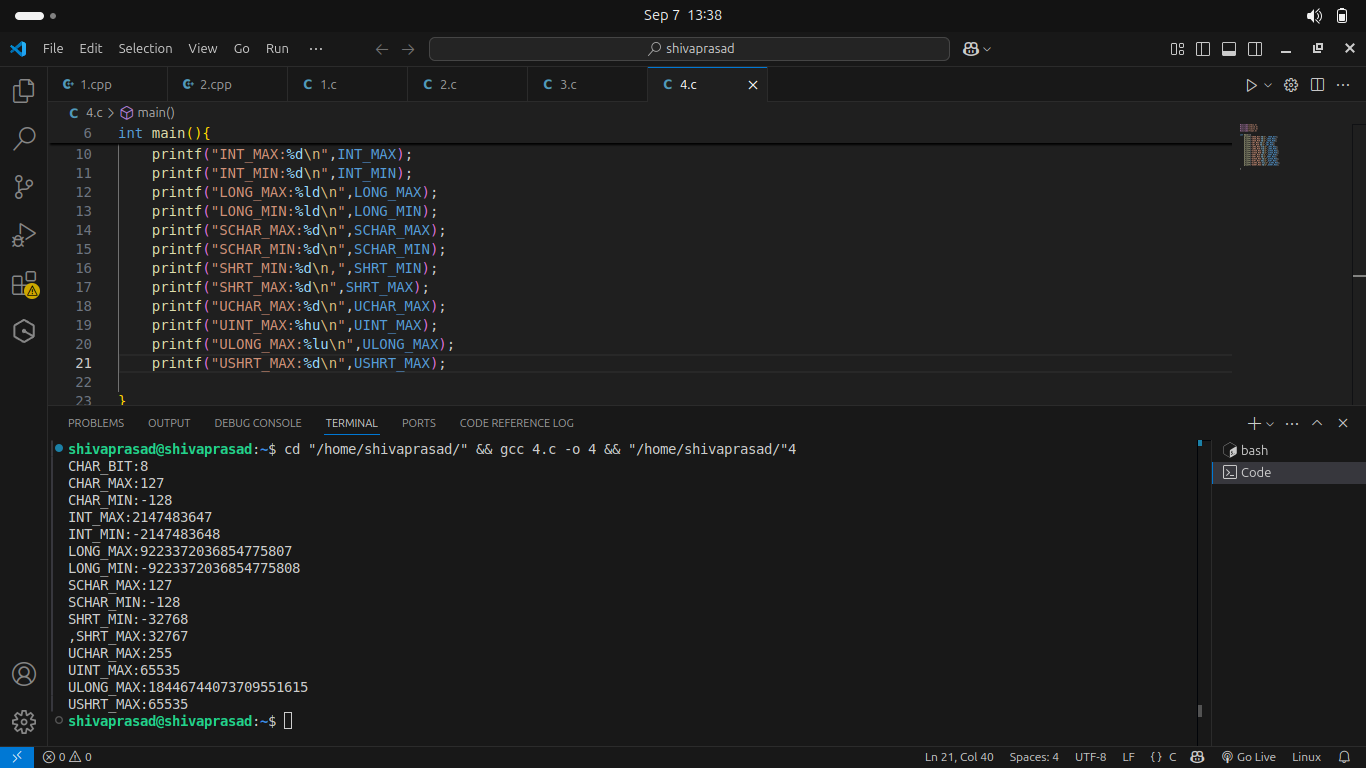 Sep 7 13:38
File Edit Selection View Go Run ··· shivaprasad
1.cpp 2.cpp 1.c 2.c 3.c 4.c
4.c > main()
6 int main(){
10 printf("INT_MAX:%d\n",INT_MAX);
11 printf("INT_MIN:%d\n",INT_MIN);
12 printf("LONG_MAX:%ld\n",LONG_MAX);
13 printf("LONG_MIN:%ld\n",LONG_MIN);
14 printf("SCHAR_MAX:%d\n",SCHAR_MAX);
15 printf("SCHAR_MIN:%d\n",SCHAR_MIN);
16 printf("SHRT_MIN:%d\n,",SHRT_MIN);
17 printf("SHRT_MAX:%d\n",SHRT_MAX);
18 printf("UCHAR_MAX:%d\n",UCHAR_MAX);
19 printf("UINT_MAX:%hu\n",UINT_MAX);
20 printf("ULONG_MAX:%lu\n",ULONG_MAX);
21 printf("USHRT_MAX:%d\n",USHRT_MAX);
22
23 }
PROBLEMS OUTPUT DEBUG CONSOLE TERMINAL PORTS CODE REFERENCE LOG
shivaprasad@shivaprasad:~$ cd "/home/shivaprasad/" && gcc 4.c -o 4 && "/home/shivaprasad/"4
CHAR_BIT:8
CHAR_MAX:127
CHAR_MIN:-128
INT_MAX:2147483647
INT_MIN:-2147483648
LONG_MAX:9223372036854775807
LONG_MIN:-9223372036854775808
SCHAR_MAX:127
SCHAR_MIN:-128
SHRT_MIN:-32768
,SHRT_MAX:32767
UCHAR_MAX:255
UINT_MAX:65535
ULONG_MAX:18446744073709551615
USHRT_MAX:65535
shivaprasad@shivaprasad:~$
bash
Code
0 0 Ln 21, Col 40 Spaces: 4 UTF-8 LF {} C Go Live Linux